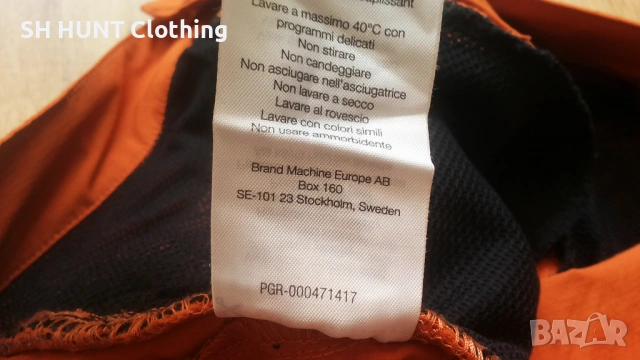 SH HUNT Clothing
Lavare a massimo 40°C con
programmi delicati
Non stirare
Non candeggiare
Non asciugare nell'asciugatrice
Non lavare a secco
Lavare al rovescio
Lavare con colori simili
Non usare ammorbidente
Brand Machine Europe AB
Box 160
SE-101 23 Stockholm, Sweden
PGR-000471417
BAZAR